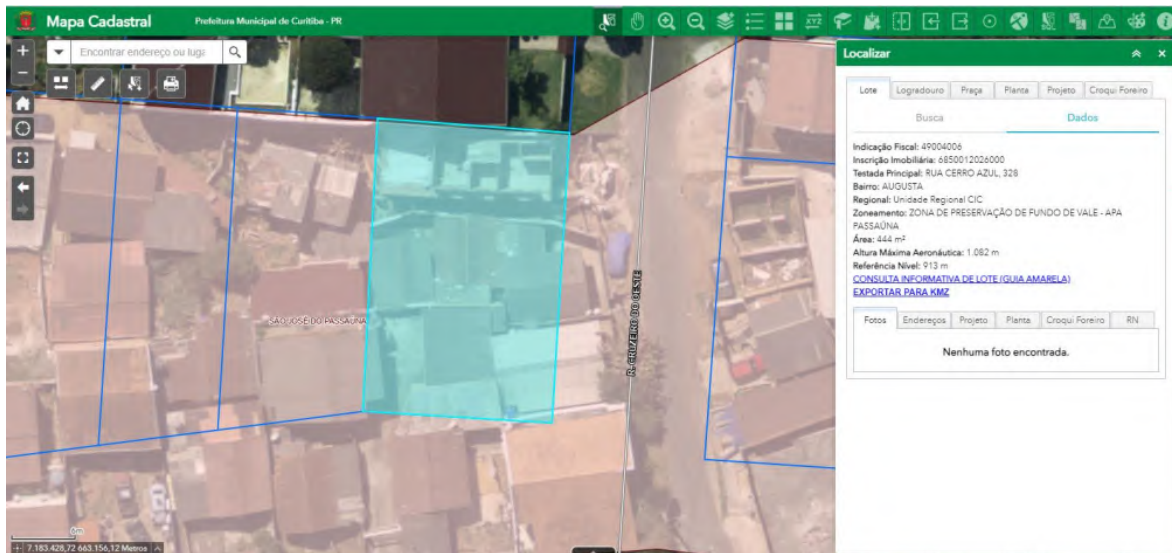 Mapa Cadastral
Prefeitura Municipal de Curitiba - PR
Encontrar endereço ou luga
Localizar
Lote Logradouro Praça Planta Projeto Croqui Foreiro
Busca Dados
Indicação Fiscal: 49004006
Inscrição Imobiliária: 6850012026000
Testada Principal: RUA CERRO AZUL, 328
Bairro: AUGUSTA
Regional: Unidade Regional CIC
Zoneamento: ZONA DE PRESERVAÇÃO DE FUNDO DE VALE - APA
PASSAÚNA
Área: 444 m²
Altura Máxima Aeronáutica: 1.082 m
Referência Nível: 913 m
CONSULTA INFORMATIVA DE LOTE (GUIA AMARELA)
EXPORTAR PARA KMZ
Fotos Endereços Projeto Planta Croqui Foreiro RN
Nenhuma foto encontrada.
SÃO JOSÉ DO PASSAÚNA
R. CRUZEIRO DO OESTE
6m
7.183.428,72 663.156,12 Metros
XYZ